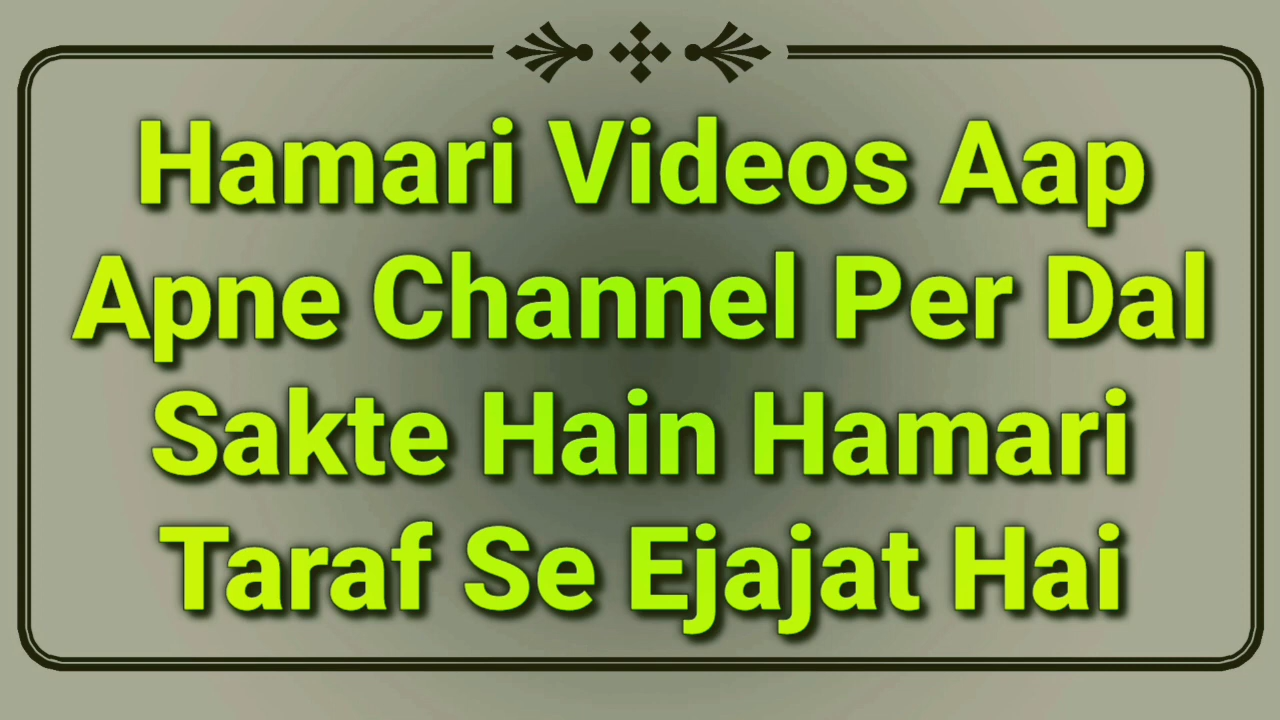 Hamari Videos Aap
Apne Channel Per Dal
Sakte Hain Hamari
Taraf Se Ejajat Hai